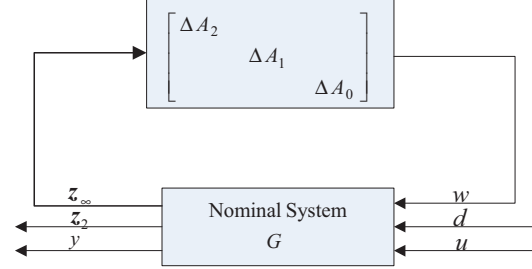 ΔA₂
ΔA₁
ΔA₀
z∞
z₂
y
Nominal System
G
w
d
u